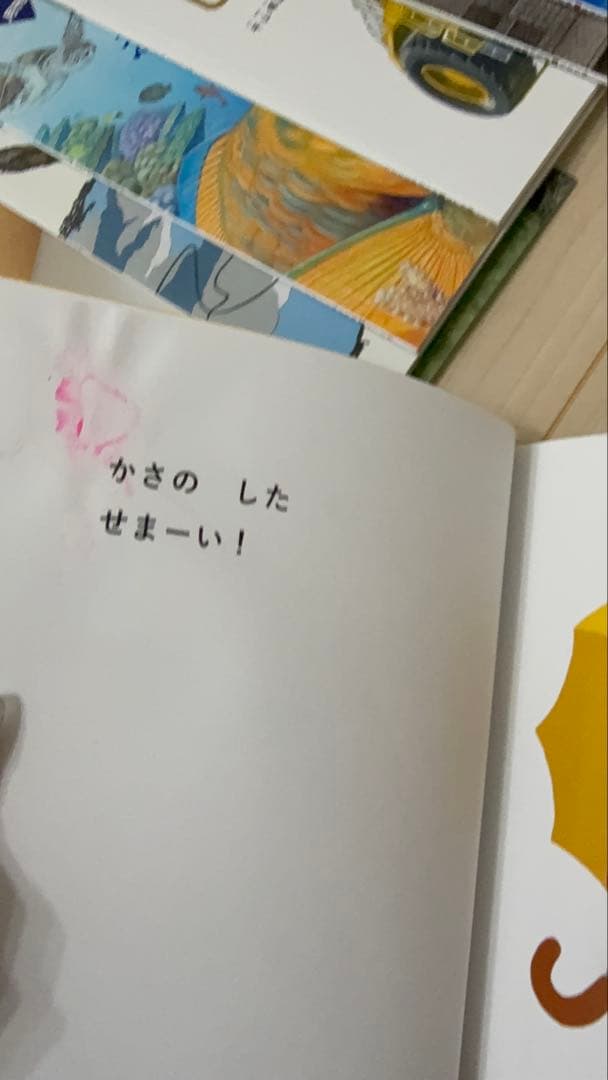 かさの　した
せまーい！